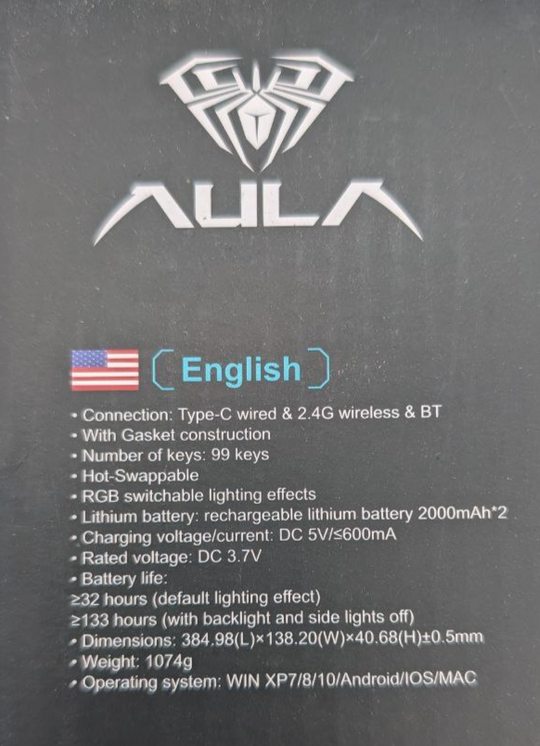 AULA
[English]
• Connection: Type-C wired & 2.4G wireless & BT
• With Gasket construction
• Number of keys: 99 keys
• Hot-Swappable
• RGB switchable lighting effects
• Lithium battery: rechargeable lithium battery 2000mAh*2
• Charging voltage/current: DC 5V/≤600mA
• Rated voltage: DC 3.7V
• Battery life:
≥32 hours (default lighting effect)
≥133 hours (with backlight and side lights off)
• Dimensions: 384.98(L)×138.20(W)×40.68(H)±0.5mm
• Weight: 1074g
• Operating system: WIN XP7/8/10/Android/IOS/MAC